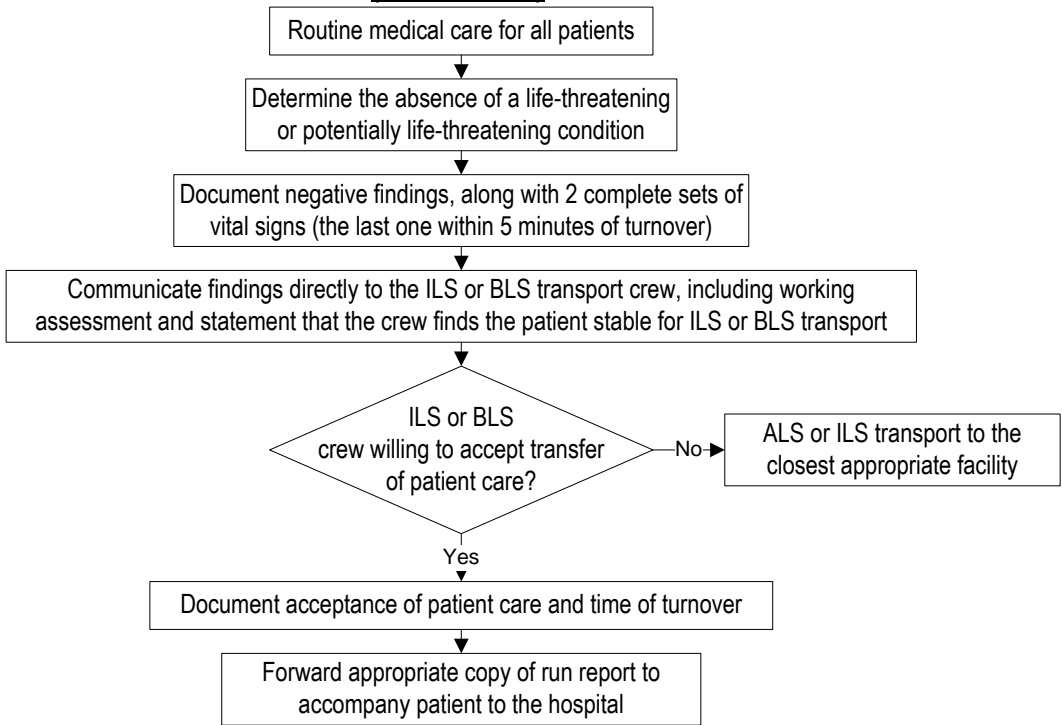 Routine medical care for all patients
Determine the absence of a life-threatening
or potentially life-threatening condition
Document negative findings, along with 2 complete sets of
vital signs (the last one within 5 minutes of turnover)
Communicate findings directly to the ILS or BLS transport crew, including working
assessment and statement that the crew finds the patient stable for ILS or BLS transport
ILS or BLS
crew willing to accept transfer
of patient care?
No
ALS or ILS transport to the
closest appropriate facility
Yes
Document acceptance of patient care and time of turnover
Forward appropriate copy of run report to
accompany patient to the hospital